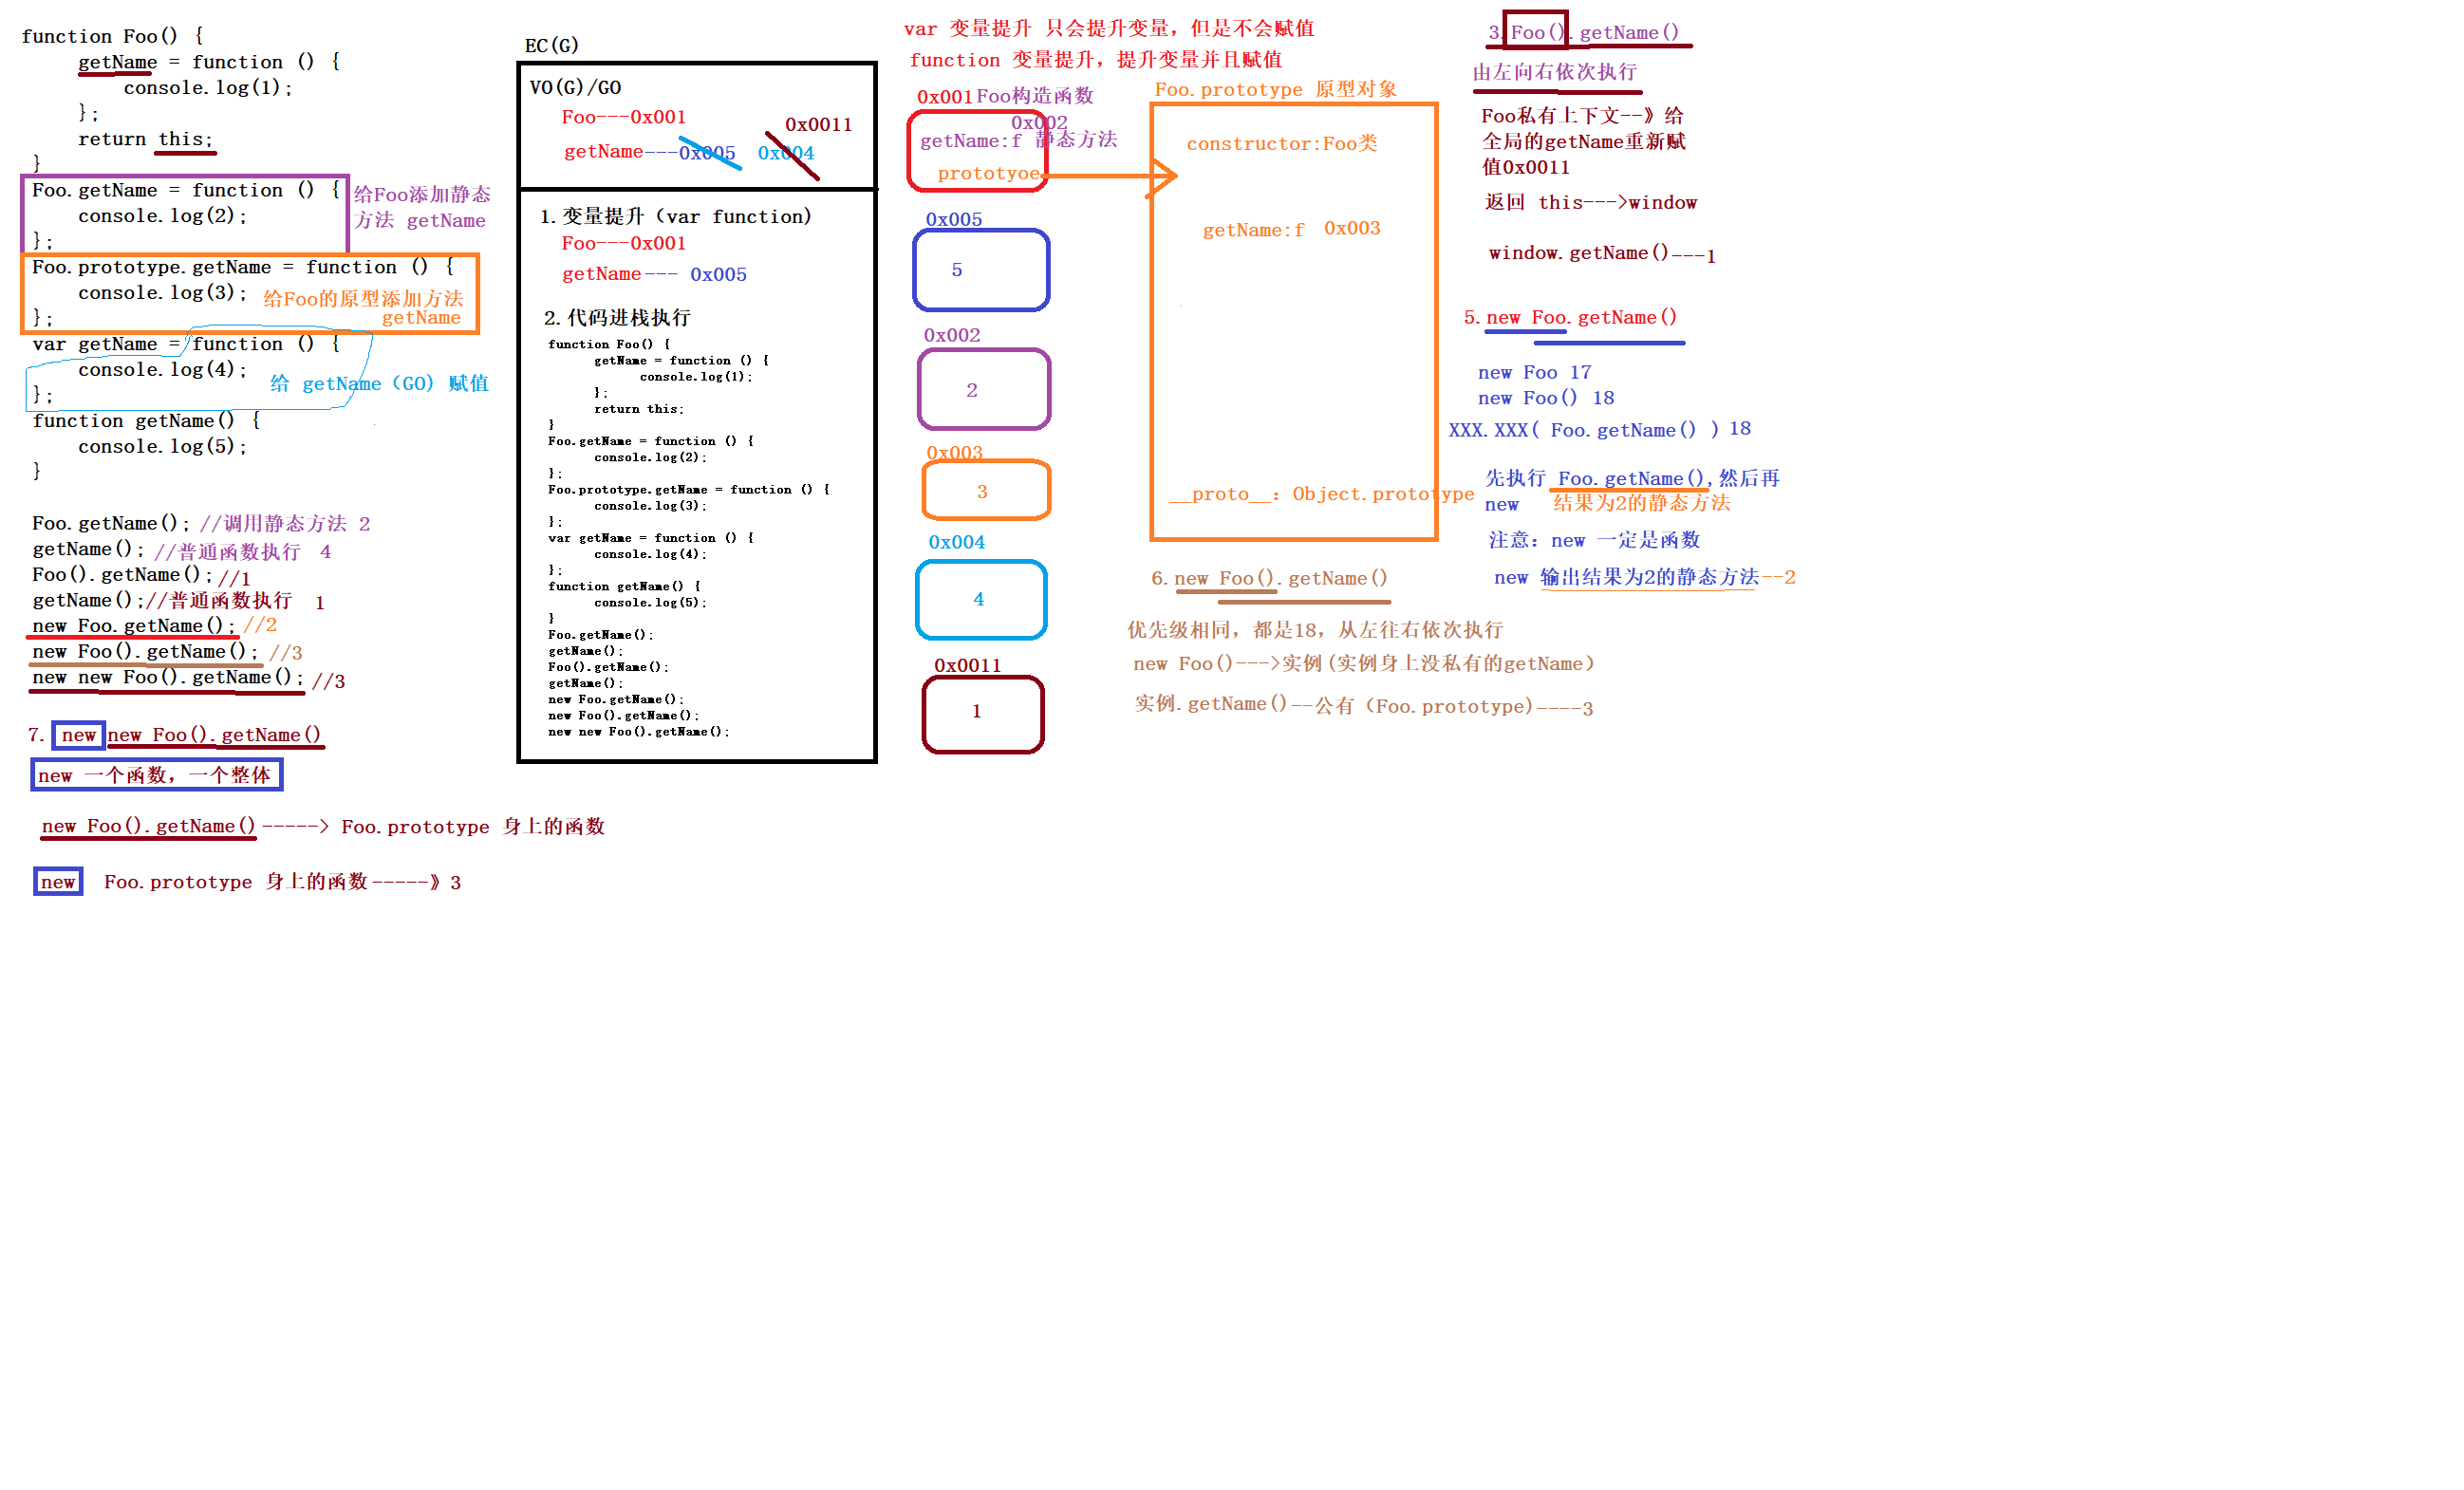 function Foo() {
getName = function () {
console.log(1);
};
return this;
}
Foo.getName = function () {
console.log(2);
};
给Foo添加静态
方法 getName
Foo.prototype.getName = function () {
console.log(3);
};
给Foo的原型添加方法
getName
var getName = function () {
console.log(4);
};
给 getName（GO）赋值
function getName() {
console.log(5);
}
Foo.getName(); //调用静态方法 2
getName(); //普通函数执行 4
Foo().getName(); //1
getName();//普通函数执行 1
new Foo.getName(); //2
new Foo().getName(); //3
new new Foo().getName(); //3
7. new new Foo().getName()
new 一个函数，一个整体
new Foo().getName()-----> Foo.prototype 身上的函数
new Foo.prototype 身上的函数-----》3
EC(G)
VO(G)/GO
Foo---0x001
getName---0x005 0x004
0x0011
1.变量提升（var function)
Foo---0x001
getName--- 0x005
2.代码进栈执行
function Foo() {
getName = function () {
console.log(1);
};
return this;
}
Foo.getName = function () {
console.log(2);
};
Foo.prototype.getName = function () {
console.log(3);
};
var getName = function () {
console.log(4);
};
function getName() {
console.log(5);
}
Foo.getName();
getName();
Foo().getName();
getName();
new Foo.getName();
new Foo().getName();
new new Foo().getName();
var 变量提升 只会提升变量，但是不会赋值
function 变量提升，提升变量并且赋值
0x001 Foo构造函数
0x002
getName:f 静态方法
prototyoe
0x005
5
0x002
2
0x003
3
0x004
4
0x0011
1
Foo.prototype 原型对象
constructor:Foo类
getName:f 0x003
__proto__: Object.prototype
6.new Foo().getName()
优先级相同，都是18，从左往右依次执行
new Foo()--->实例(实例身上没私有的getName）
实例.getName()--公有（Foo.prototype)----3
3.Foo().getName()
由左向右依次执行
Foo私有上下文--》给
全局的getName重新赋
值0x0011
返回 this--->window
window.getName()---1
5.new Foo.getName()
new Foo 17
new Foo() 18
XXX.XXX( Foo.getName() ) 18
先执行 Foo.getName(),然后再
new 结果为2的静态方法
注意：new 一定是函数
new 输出结果为2的静态方法--2